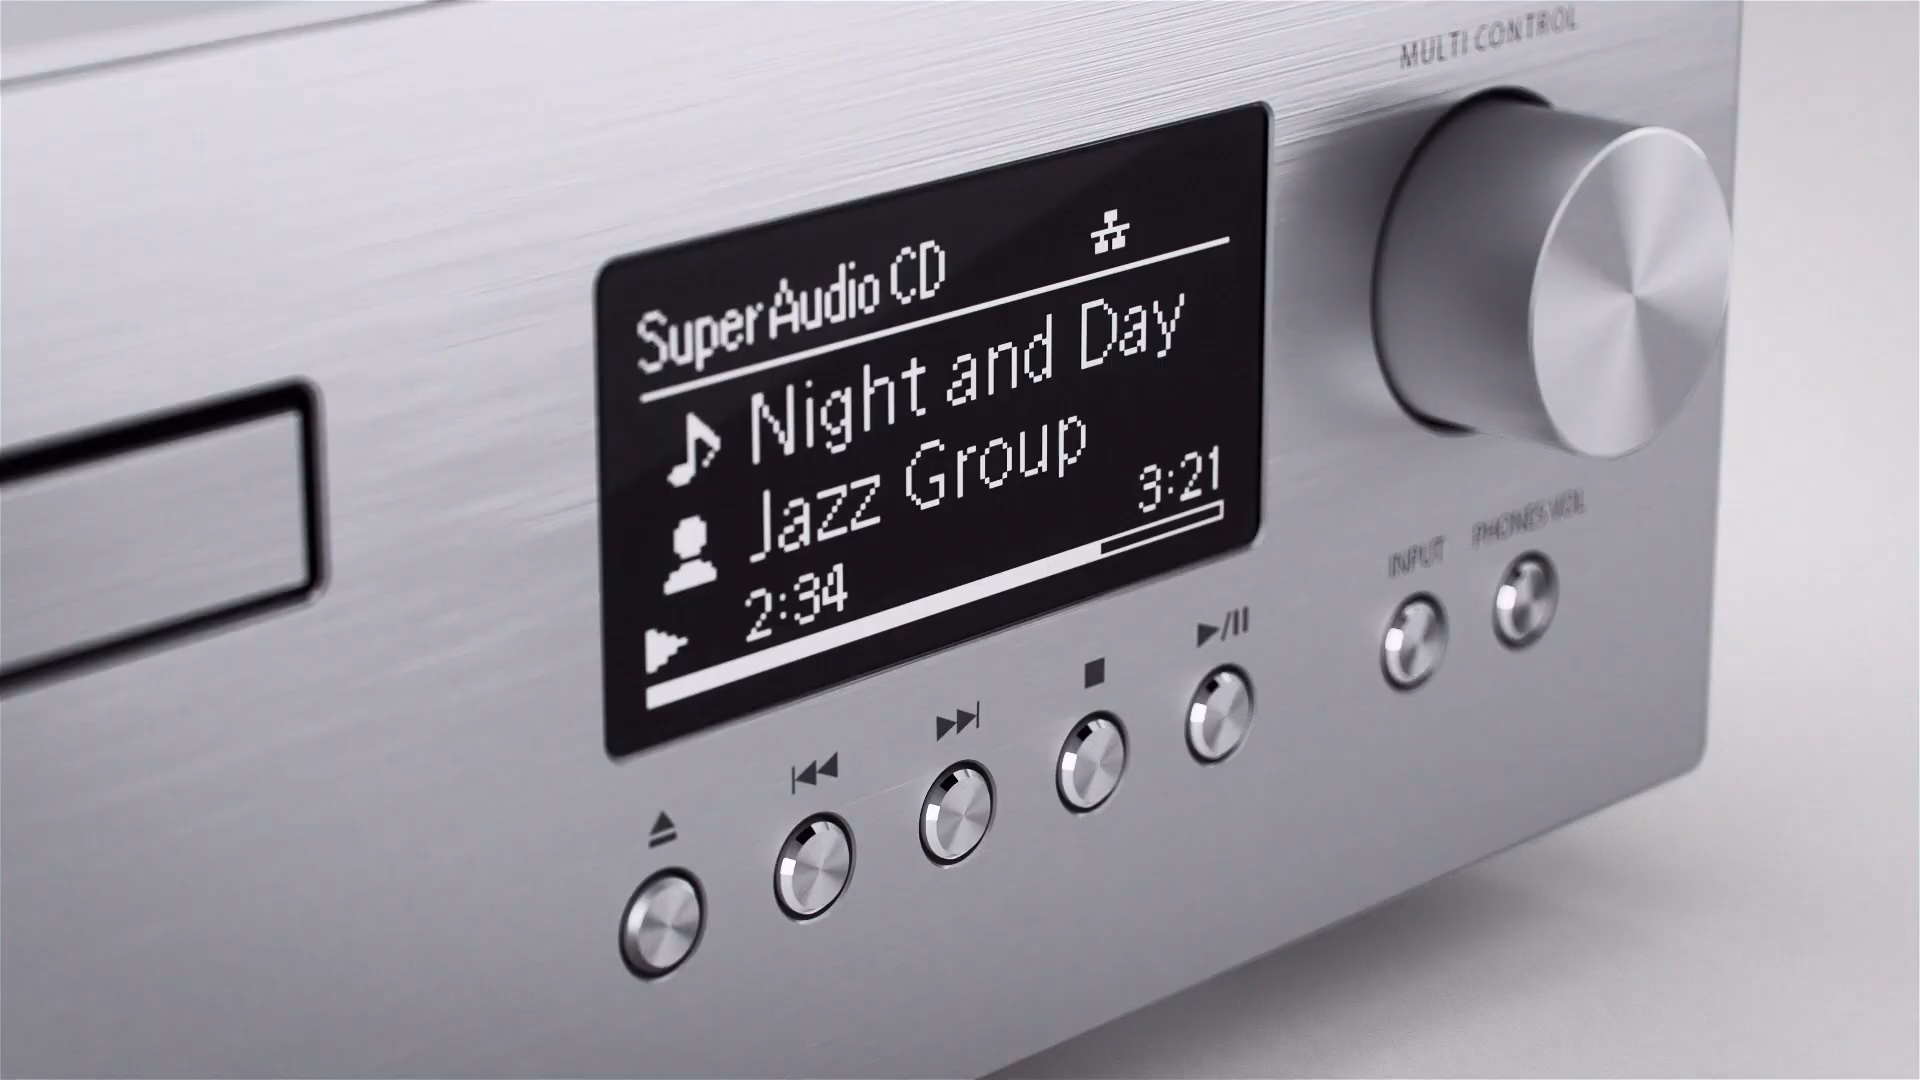 MULTI CONTROL
Super Audio CD
Night and Day
Jazz Group
3:21
2:34
INPUT
PHONES VOL